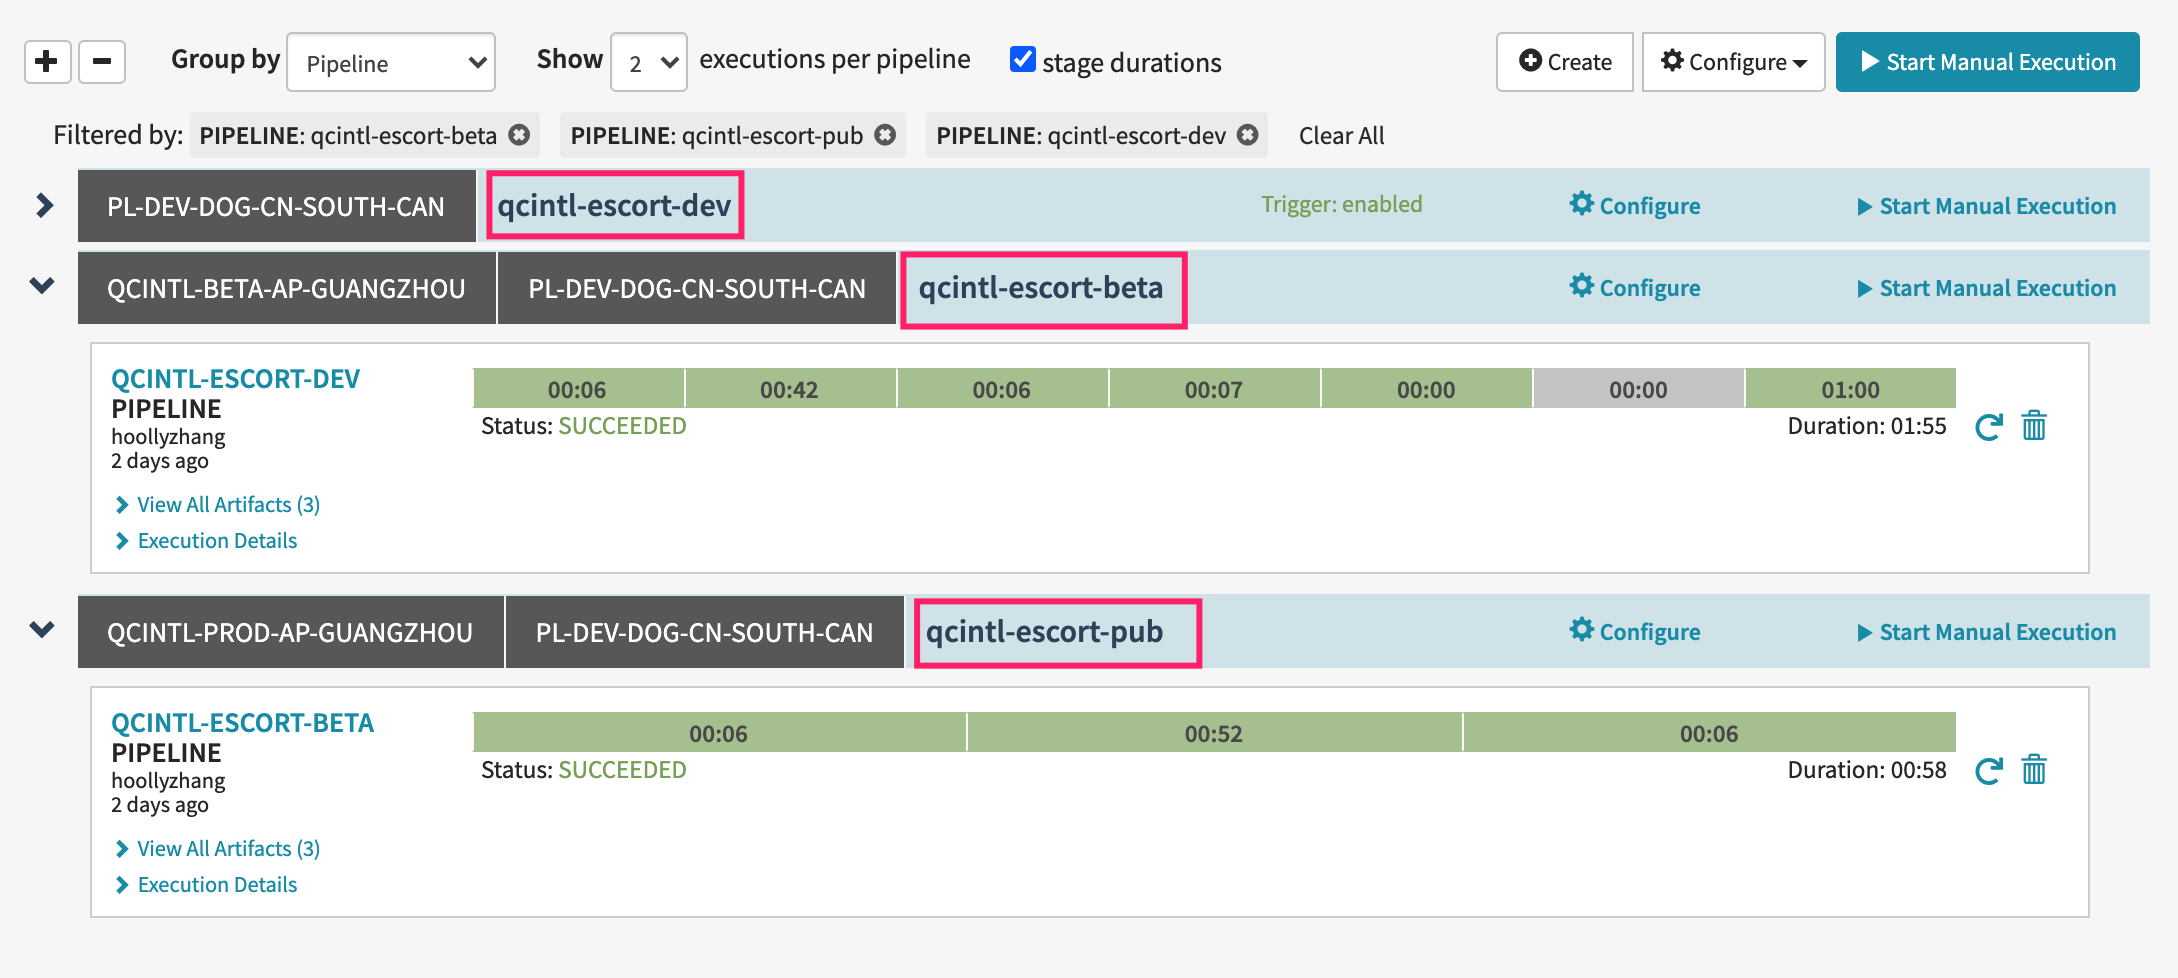 Group by Pipeline Show 2 executions per pipeline stage durations Create Configure Start Manual Execution
Filtered by: PIPELINE: qcintl-escort-beta PIPELINE: qcintl-escort-pub PIPELINE: qcintl-escort-dev Clear All
PL-DEV-DOG-CN-SOUTH-CAN qcintl-escort-dev Trigger: enabled Configure Start Manual Execution
QCINTL-BETA-AP-GUANGZHOU PL-DEV-DOG-CN-SOUTH-CAN qcintl-escort-beta Configure Start Manual Execution
QCINTL-ESCORT-DEV
PIPELINE
hoollyzhang
2 days ago
View All Artifacts (3)
Execution Details
00:06 00:42 00:06 00:07 00:00 00:00 01:00
Status: SUCCEEDED Duration: 01:55
QCINTL-PROD-AP-GUANGZHOU PL-DEV-DOG-CN-SOUTH-CAN qcintl-escort-pub Configure Start Manual Execution
QCINTL-ESCORT-BETA
PIPELINE
hoollyzhang
2 days ago
View All Artifacts (3)
Execution Details
00:06 00:52 00:06
Status: SUCCEEDED Duration: 00:58